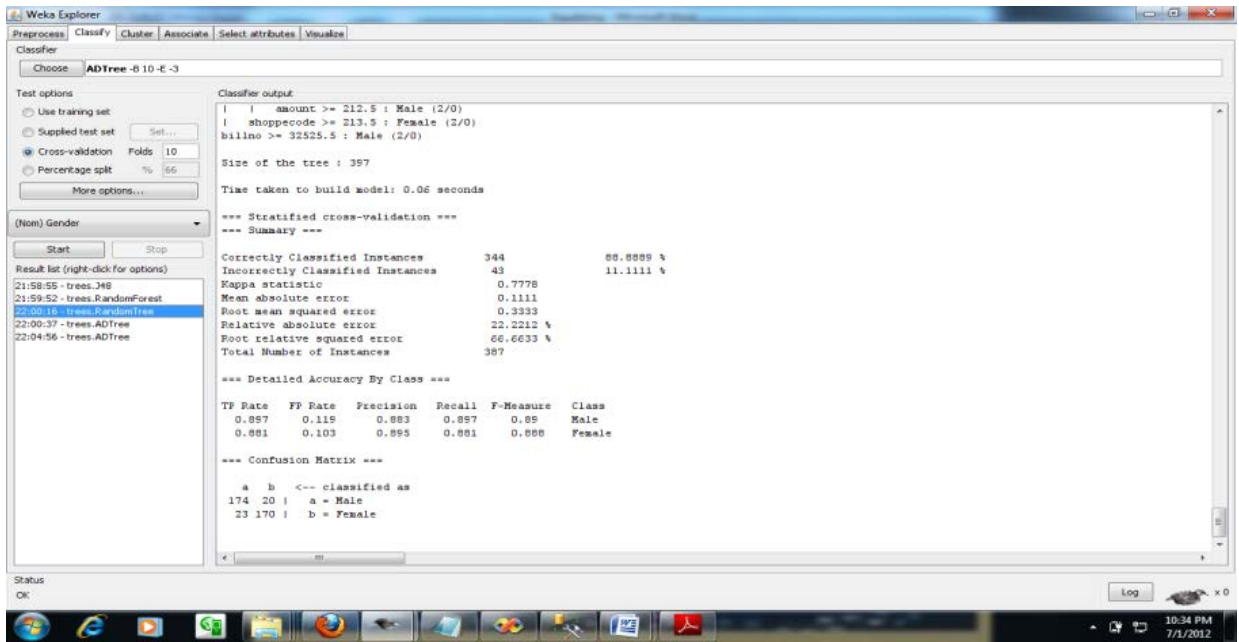 Weka Explorer
Preprocess Classify Cluster Associate Select attributes Visualize
Classifier
Choose ADTree -B 10 -E -3
Test options
Use training set
Supplied test set Set...
Cross-validation Folds 10
Percentage split % 66
More options...
(Nom) Gender
Start Stop
Result list (right-click for options)
21:58:55 - trees.J48
21:59:52 - trees.RandomForest
22:00:16 - trees.RandomTree
22:00:37 - trees.ADTree
22:04:56 - trees.ADTree
Classifier output
| | amount >= 212.5 : Male (2/0)
| shoppecode >= 213.5 : Female (2/0)
billno >= 32525.5 : Male (2/0)
Size of the tree : 397
Time taken to build model: 0.06 seconds
=== Stratified cross-validation ===
=== Summary ===
Correctly Classified Instances 344 88.8889 %
Incorrectly Classified Instances 43 11.1111 %
Kappa statistic 0.7778
Mean absolute error 0.1111
Root mean squared error 0.3333
Relative absolute error 22.2212 %
Root relative squared error 66.6633 %
Total Number of Instances 387
=== Detailed Accuracy By Class ===
TP Rate FP Rate Precision Recall F-Measure Class
0.897 0.119 0.883 0.897 0.89 Male
0.881 0.103 0.895 0.881 0.888 Female
=== Confusion Matrix ===
a b <-- classified as
174 20 | a = Male
23 170 | b = Female
Status
OK
Log x 0
10:34 PM
7/1/2012